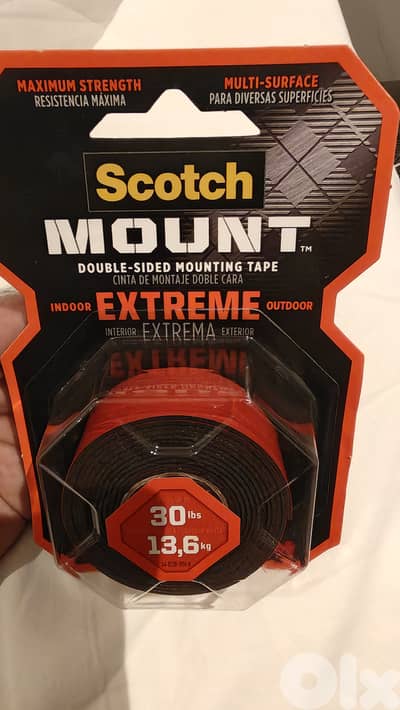 MAXIMUM STRENGTH
RESISTENCIA MÁXIMA
MULTI-SURFACE
PARA DIVERSAS SUPERFICIES
Scotch
MOUNT™
DOUBLE-SIDED MOUNTING TAPE
CINTA DE MONTAJE DOBLE CARA
INDOOR EXTREME OUTDOOR
INTERIOR EXTREMA EXTERIOR
EXTREME
30 lbs
13,6 kg
Olx